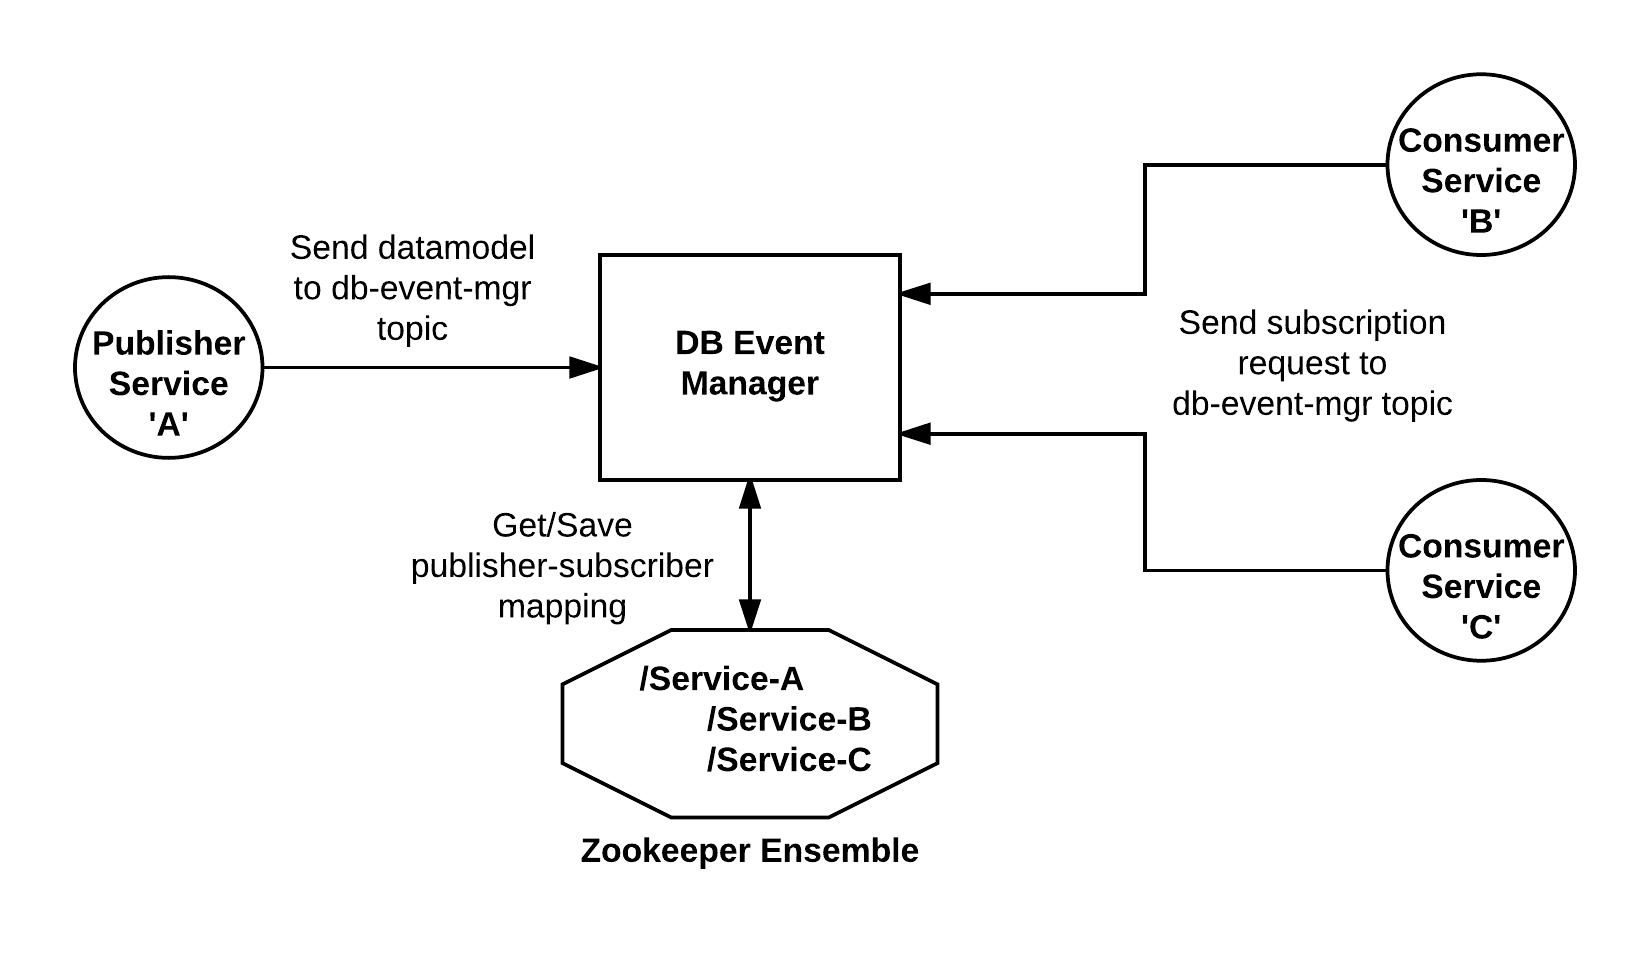 Consumer
Service
'B'
Send datamodel
to db-event-mgr
topic
Publisher
Service
'A'
DB Event
Manager
Send subscription
request to
db-event-mgr topic
Get/Save
publisher-subscriber
mapping
Consumer
Service
'C'
/Service-A
/Service-B
/Service-C
Zookeeper Ensemble